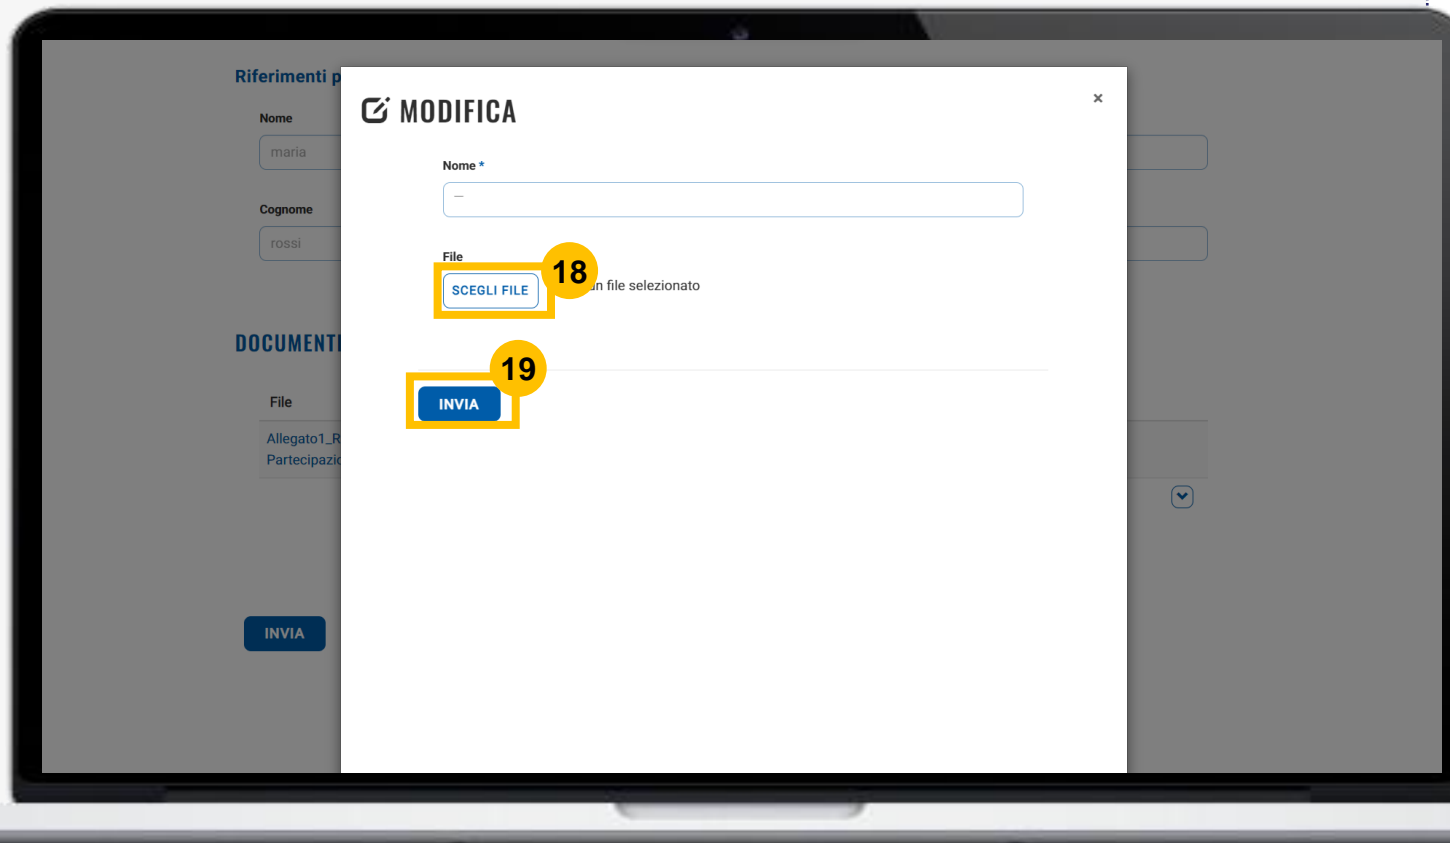 Riferimenti p
MODIFICA
×
Nome
maria
Nome *
—
Cognome
rossi
File
18
SCEGLI FILE
un file selezionato
DOCUMENTI
19
INVIA
File
Allegato1_R
Partecipazio
INVIA